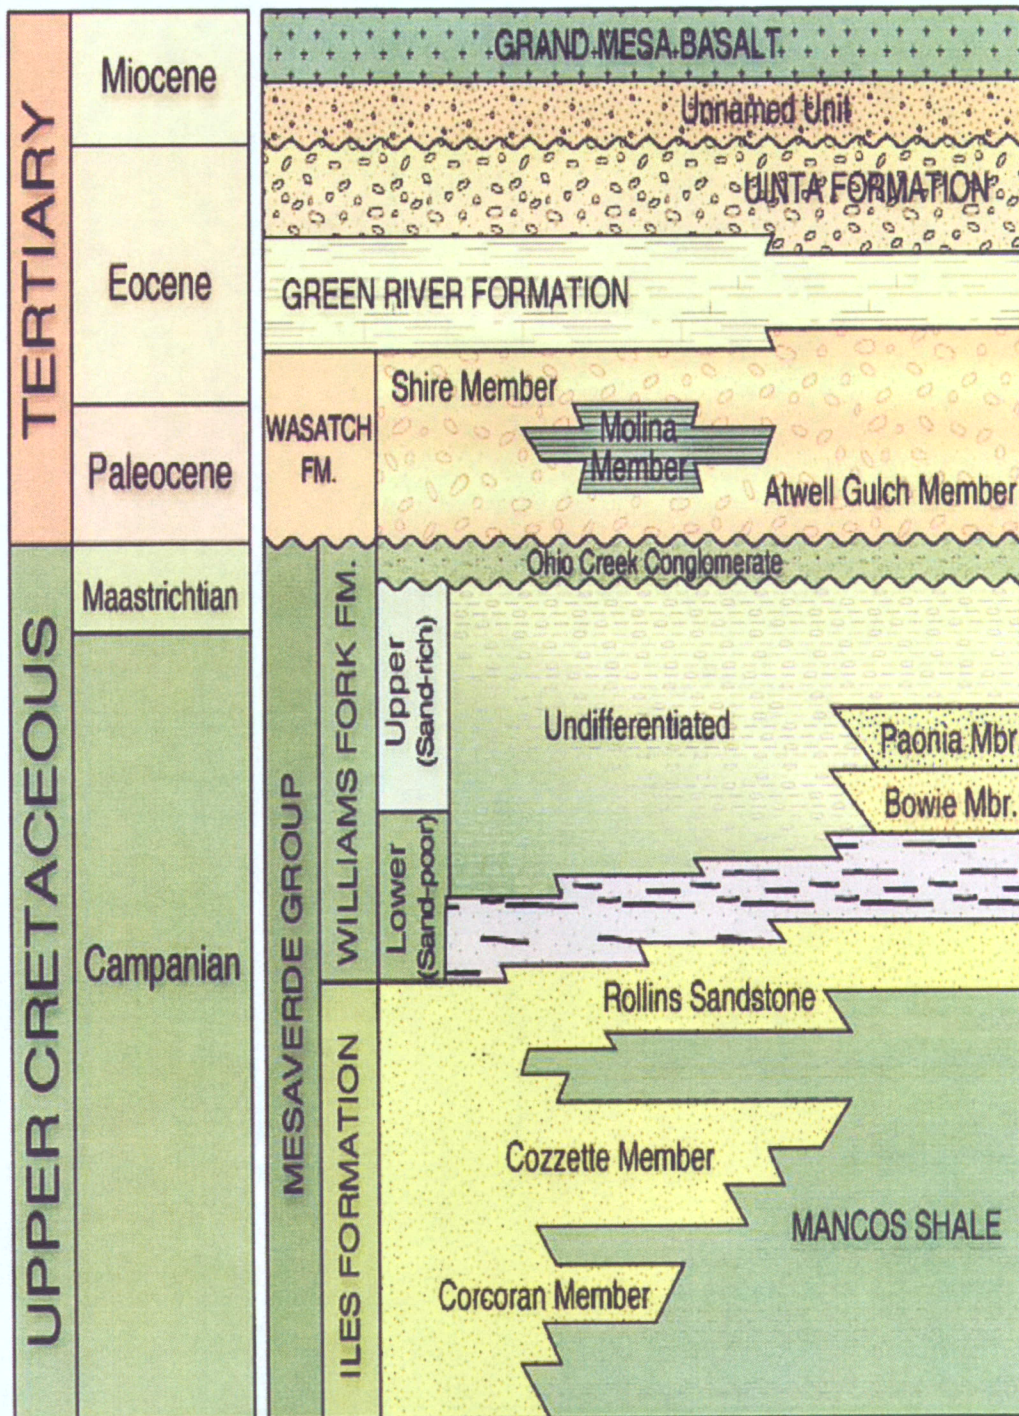 TERTIARY
Miocene
Eocene
Paleocene
UPPER CRETACEOUS
Maastrichtian
Campanian
GRAND MESA BASALT
Unnamed Unit
UINTA FORMATION
GREEN RIVER FORMATION
WASATCH
FM.
Shire Member
Molina
Member
Atwell Gulch Member
MESAVERDE GROUP
WILLIAMS FORK FM.
Ohio Creek Conglomerate
Upper
(Sand-rich)
Undifferentiated
Paonia Mbr
Bowie Mbr.
Lower
(Sand-poor)
ILES FORMATION
Rollins Sandstone
Cozzette Member
MANCOS SHALE
Corcoran Member